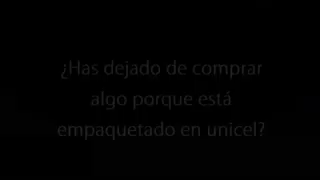 ¿Has dejado de comprar
algo porque está
empaquetado en unicel?